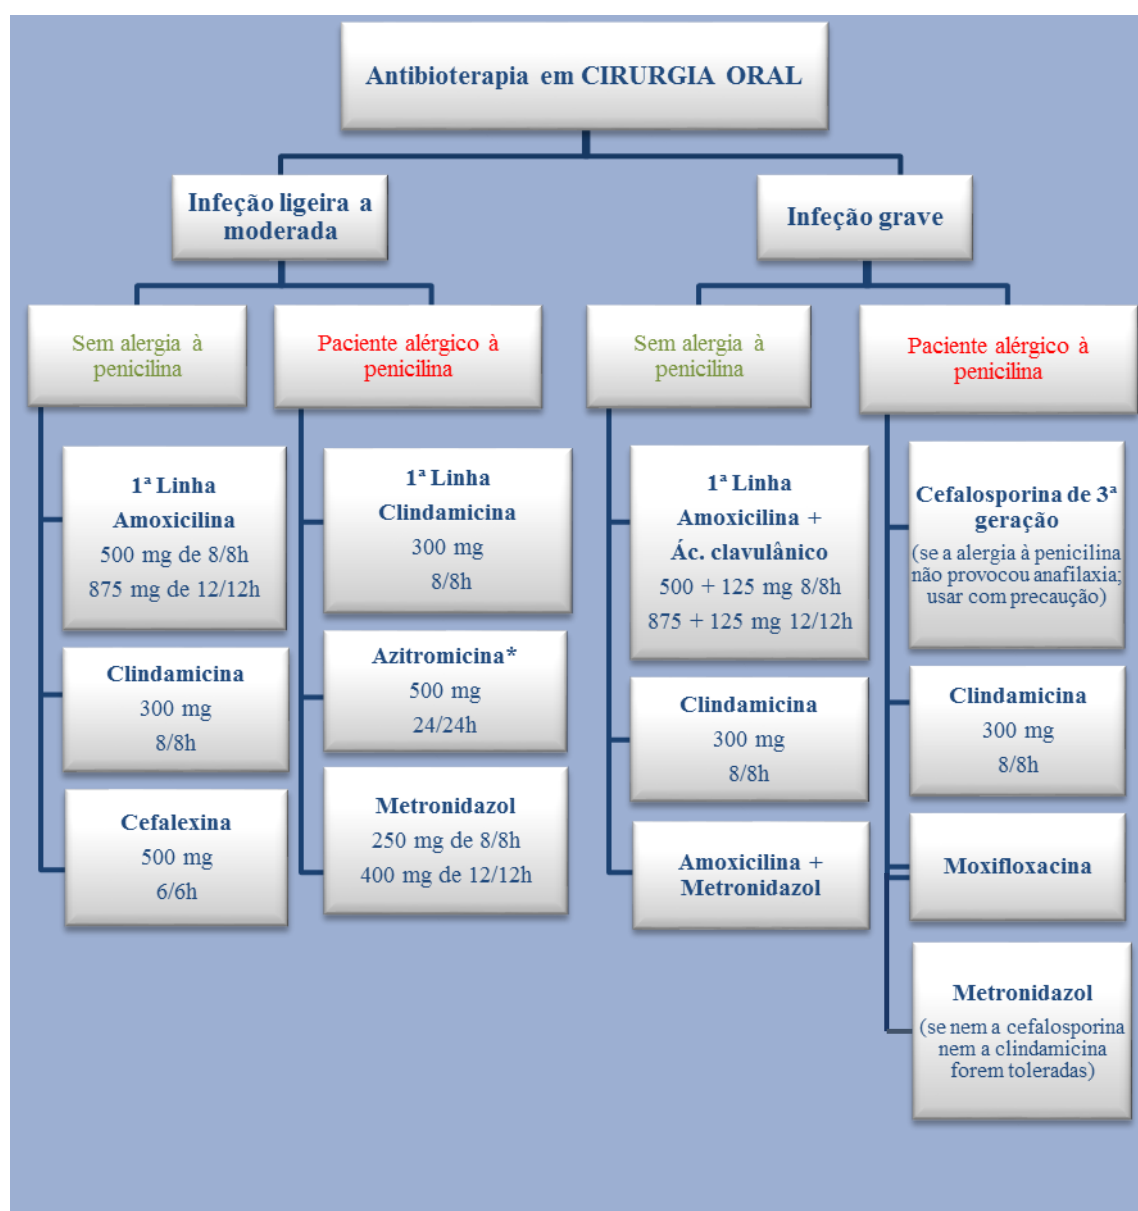 Antibioterapia em CIRURGIA ORAL
Infeção ligeira a
moderada
Sem alergia à
penicilina
1ª Linha
Amoxicilina
500 mg de 8/8h
875 mg de 12/12h
Clindamicina
300 mg
8/8h
Cefalexina
500 mg
6/6h
Paciente alérgico à
penicilina
1ª Linha
Clindamicina
300 mg
8/8h
Azitromicina*
500 mg
24/24h
Metronidazol
250 mg de 8/8h
400 mg de 12/12h
Infeção grave
Sem alergia à
penicilina
1ª Linha
Amoxicilina +
Ác. clavulânico
500 + 125 mg 8/8h
875 + 125 mg 12/12h
Clindamicina
300 mg
8/8h
Amoxicilina +
Metronidazol
Paciente alérgico à
penicilina
Cefalosporina de 3ª
geração
(se a alergia à penicilina
não provocou anafilaxia;
usar com precaução)
Clindamicina
300 mg
8/8h
Moxifloxacina
Metronidazol
(se nem a cefalosporina
nem a clindamicina
forem toleradas)